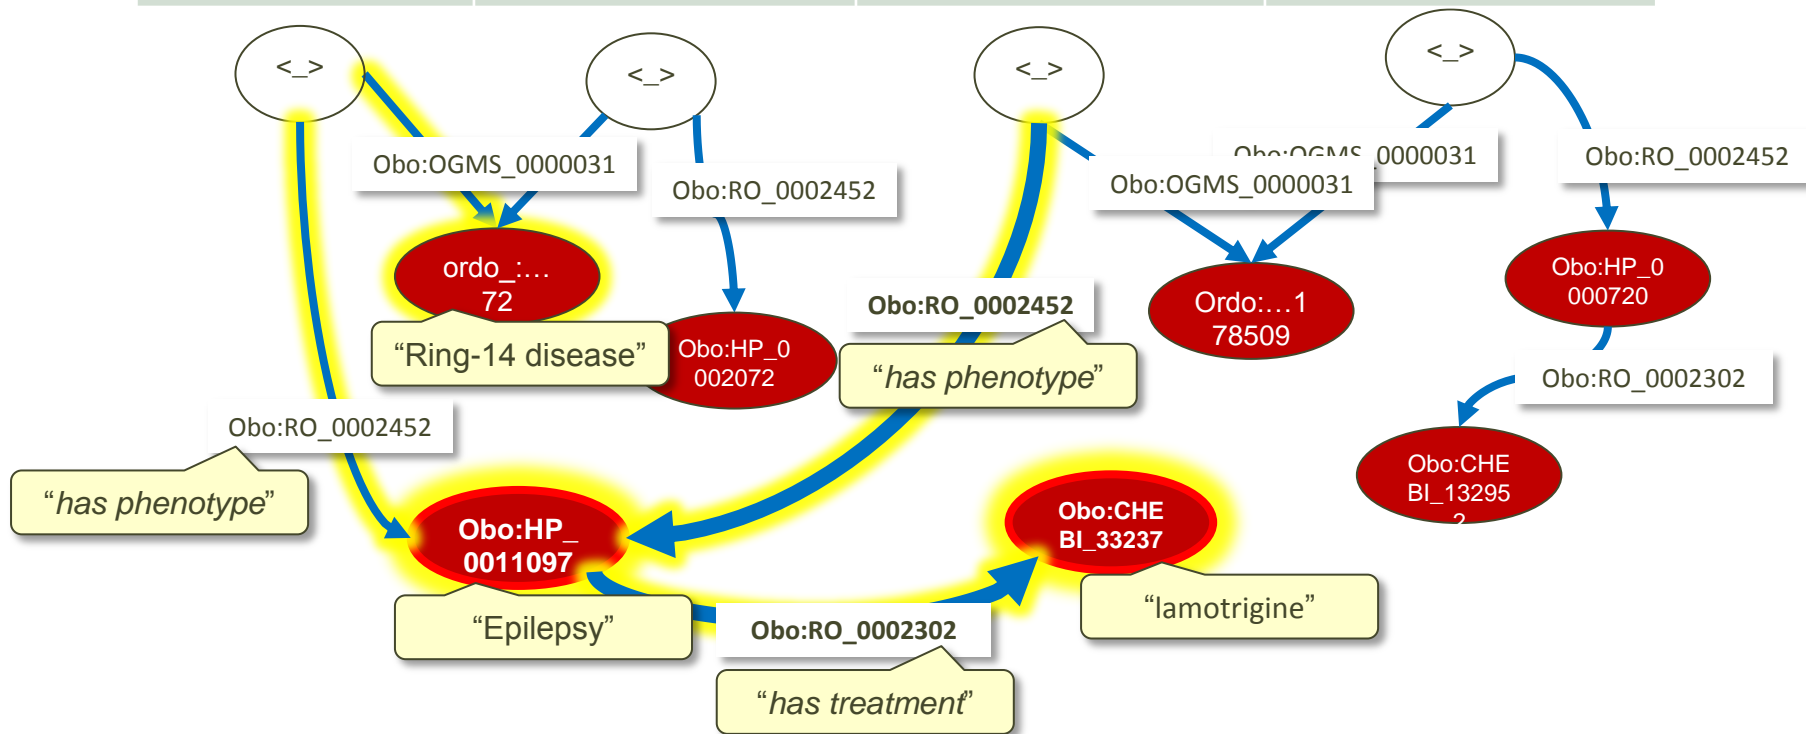 <_>
<_>
<_>
<_>
Obo:OGMS_0000031
Obo:RO_0002452
Obo:OGMS_0000031
Obo:OGMS_0000031
Obo:RO_0002452
ordo_:...
72
“Ring-14 disease”
Obo:HP_0
002072
Obo:RO_0002452
“has phenotype”
Ordo:...1
78509
Obo:HP_0
000720
Obo:RO_0002302
Obo:RO_0002452
“has phenotype”
Obo:CHE
BI_13295
2
Obo:HP_
0011097
“Epilepsy”
Obo:RO_0002302
“has treatment”
Obo:CHE
BI_33237
“lamotrigine”